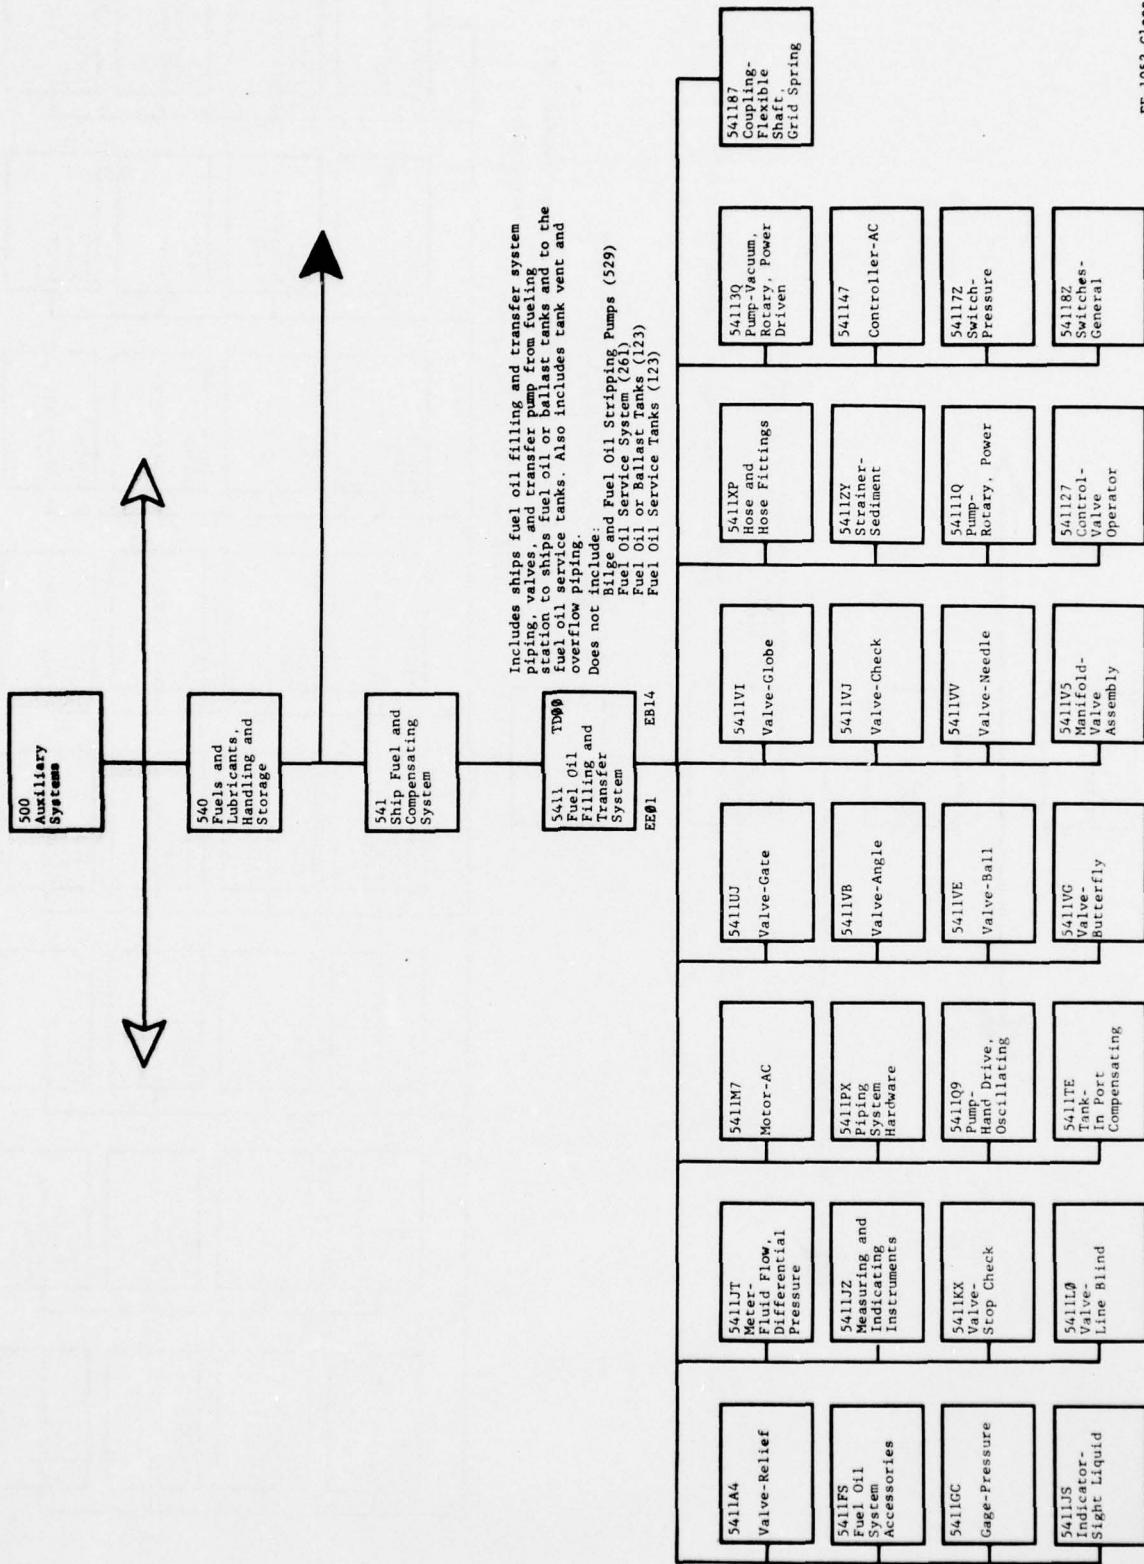 500
Auxiliary
Systems
540
Fuels and
Lubricants,
Handling and
Storage
541
Ship Fuel and
Compensating
System
5411 TD00
Fuel Oil
Filling and
Transfer
System
EE01 EB14
Includes ships fuel oil filling and transfer system
piping, valves, and transfer pump from fueling
station to ships fuel oil or ballast tanks and to the
fuel oil service tanks. Also includes tank vent and
overflow piping.
Does not include:
Bilge and Fuel Oil Stripping Pumps (529)
Fuel Oil Service System (261)
Fuel Oil or Ballast Tanks (123)
Fuel Oil Service Tanks (123)
5411A4
Valve-Relief
5411FS
Fuel Oil
System
Accessories
5411GC
Gage-Pressure
5411JS
Indicator-
Sight Liquid
5411JT
Meter-
Fluid Flow,
Differential
Pressure
5411JZ
Measuring and
Indicating
Instruments
5411KX
Valve-
Stop Check
5411L0
Valve-
Line Blind
5411M7
Motor-AC
5411PX
Piping
System
Hardware
5411Q9
Pump-
Hand Drive,
Oscillating
5411TE
Tank-
In Port
Compensating
5411UJ
Valve-Gate
5411VB
Valve-Angle
5411VE
Valve-Ball
5411VG
Valve-
Butterfly
5411VI
Valve-Globe
5411VJ
Valve-Check
5411VV
Valve-Needle
5411V5
Manifold-
Valve
Assembly
5411XP
Hose and
Hose Fittings
5411ZY
Strainer-
Sediment
54111Q
Pump-
Rotary, Power
541127
Control-
Valve
Operator
54113Q
Pump-Vacuum,
Rotary, Power
Driven
541147
Controller-AC
54117Z
Switch-
Pressure
54118Z
Switches-
General
541187
Coupling-
Flexible
Shaft,
Grid Spring
FF 1052 Class